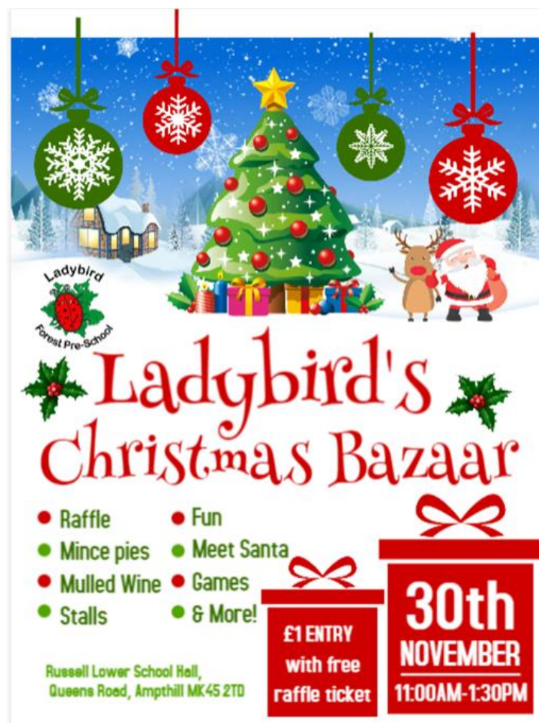 Ladybird
Forest Pre-School
Ladybird's
Christmas Bazaar
Raffle
Mince pies
Mulled Wine
Stalls
Fun
Meet Santa
Games
& More!
£1 ENTRY
with free
raffle ticket
30th
NOVEMBER
11:00AM-1:30PM
Russell Lower School Hall,
Queens Road, Ampthill MK45 2TD